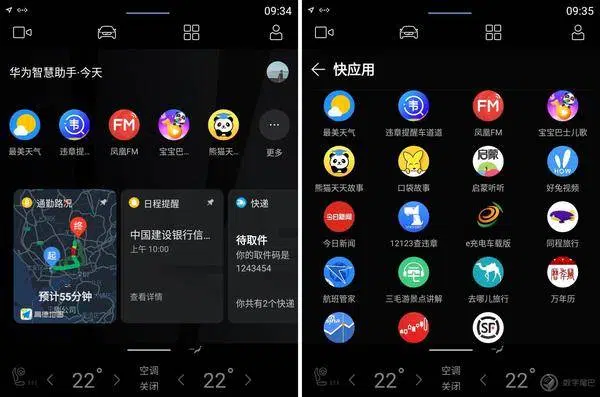 09:34
华为智慧助手·今天
最美天气
违章提...
凤凰FM
宝宝巴...
熊猫天...
更多
通勤路况
终
起
预计55分钟
高德地图
日程提醒
中国建设银行信...
上午 10:00
查看详情
快递
待取件
你的取件码是
1243454
你共有2个快递
22°
空调
关闭
22°
09:35
快应用
最美天气
违章提醒车道道
凤凰FM
宝宝巴士儿歌
熊猫天天故事
口袋故事
启蒙听听
好兔视频
今日新闻
12123查违章
e充电车载版
同程旅行
航班管家
三毛游景点讲解
去哪儿旅行
万年历
22°
空调
关闭
22°
数字尾巴